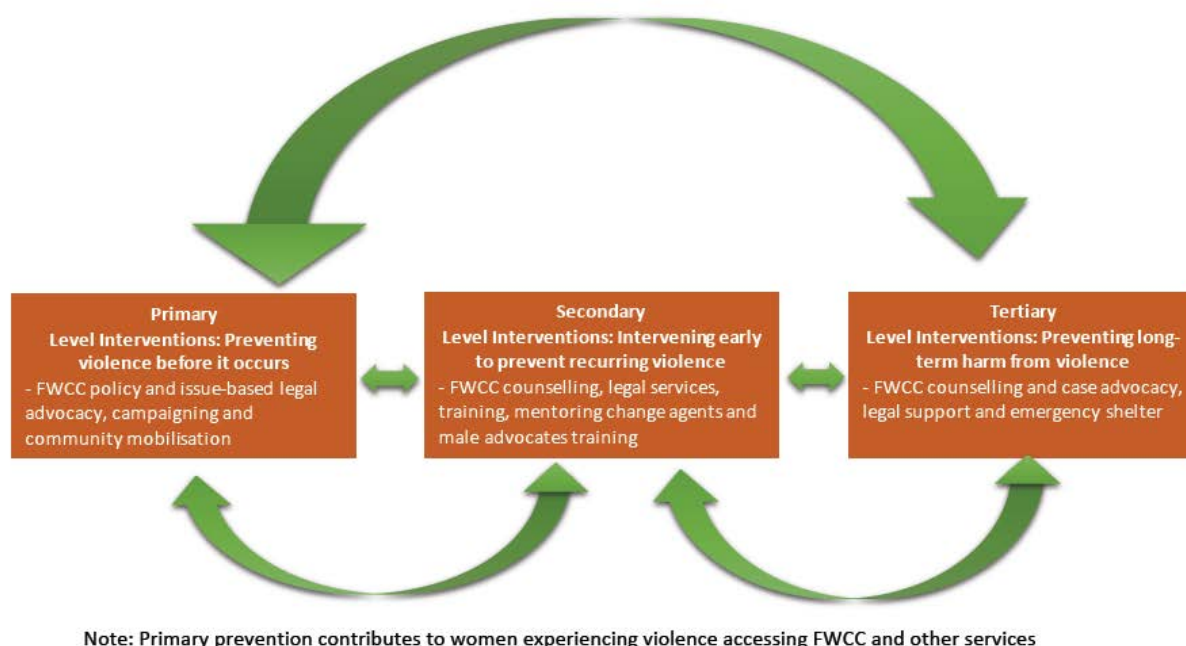 Primary
Level Interventions: Preventing
violence before it occurs
- FWCC policy and issue-based legal
advocacy, campaigning and
community mobilisation
Secondary
Level Interventions: Intervening early
to prevent recurring violence
- FWCC counselling, legal services,
training, mentoring change agents and
male advocates training
Tertiary
Level Interventions: Preventing long-
term harm from violence
- FWCC counselling and case advocacy,
legal support and emergency shelter
Note: Primary prevention contributes to women experiencing violence accessing FWCC and other services